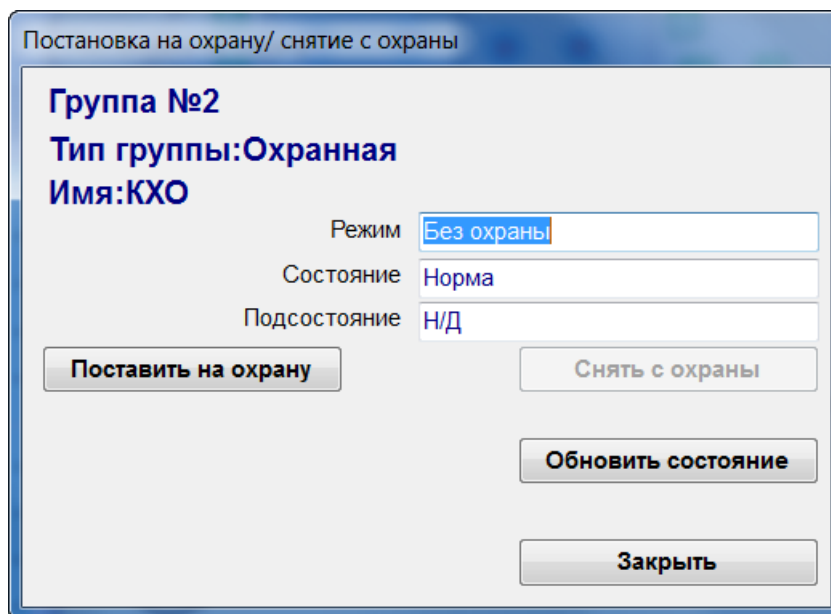 Постановка на охрану/ снятие с охраны
Группа №2
Тип группы:Охранная
Имя:КХО
Режим Без охраны
Состояние Норма
Подсостояние Н/Д
Поставить на охрану Снять с охраны
Обновить состояние
Закрыть